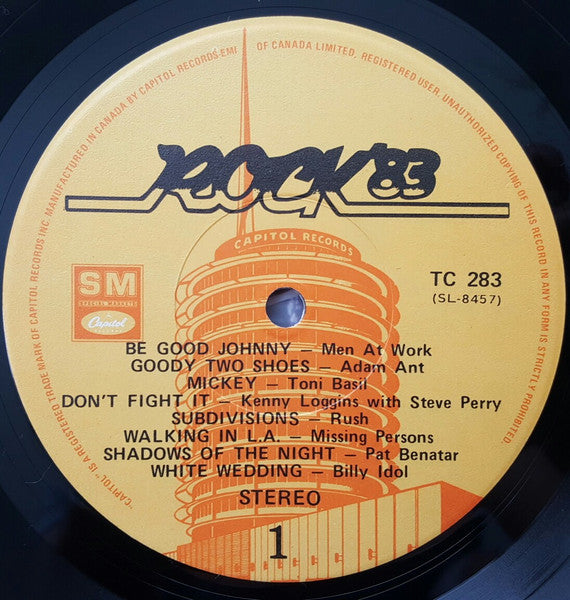 "CAPITOL" IS A REGISTERED TRADE MARK OF CAPITOL RECORDS INC. MANUFACTURED IN CANADA BY CAPITOL RECORDS-EMI OF CANADA LIMITED, REGISTERED USER, UNAUTHORIZED COPYING OF THIS RECORD IN ANY FORM IS STRICTLY PROHIBITED.
ROCK '83
CAPITOL RECORDS
SM
SPECIAL MARKETS
Capitol
TC 283
(SL-8457)
BE GOOD JOHNNY – Men At Work
GOODY TWO SHOES – Adam Ant
MICKEY – Toni Basil
DON'T FIGHT IT – Kenny Loggins with Steve Perry
SUBDIVISIONS – Rush
WALKING IN L.A. – Missing Persons
SHADOWS OF THE NIGHT – Pat Benatar
WHITE WEDDING – Billy Idol
STEREO
1